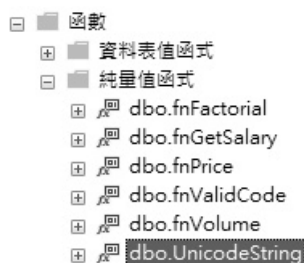 函數
資料表值函式
純量值函式
dbo.fnFactorial
dbo.fnGetSalary
dbo.fnPrice
dbo.fnValidCode
dbo.fnVolume
dbo.UnicodeString